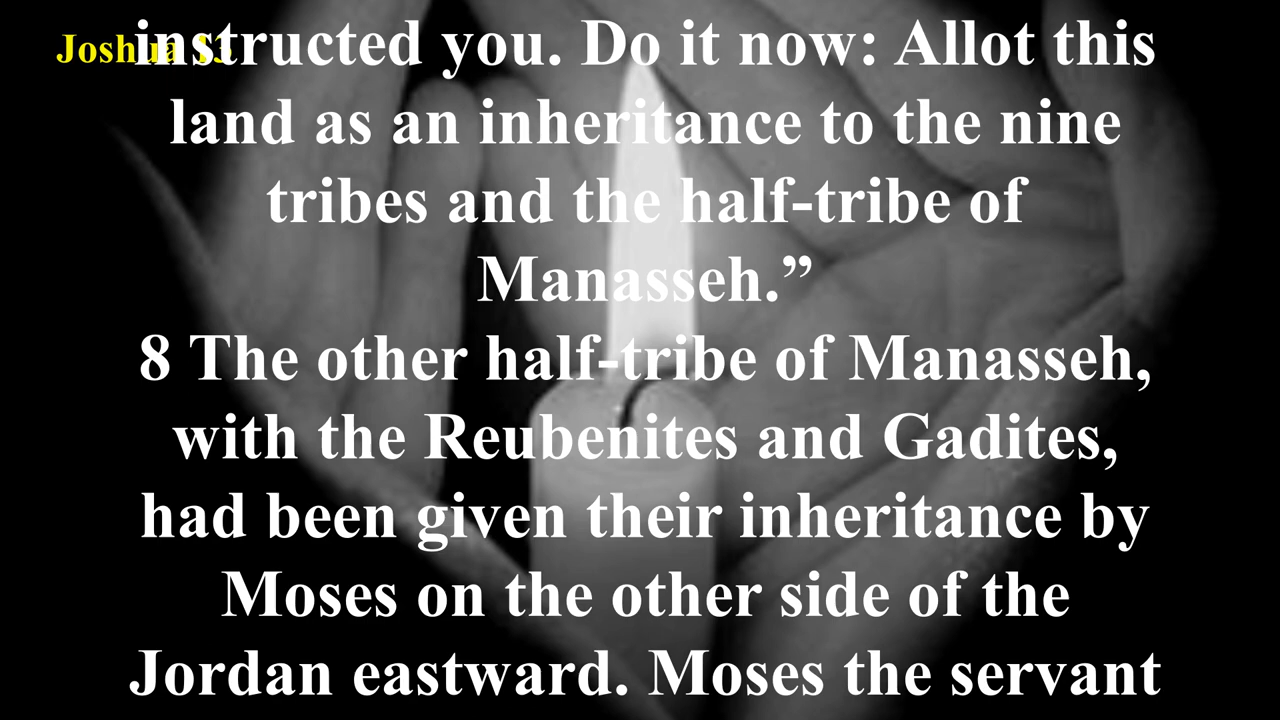 Joshua 13
instructed you. Do it now: Allot this
land as an inheritance to the nine
tribes and the half-tribe of
Manasseh.”
8 The other half-tribe of Manasseh,
with the Reubenites and Gadites,
had been given their inheritance by
Moses on the other side of the
Jordan eastward. Moses the servant